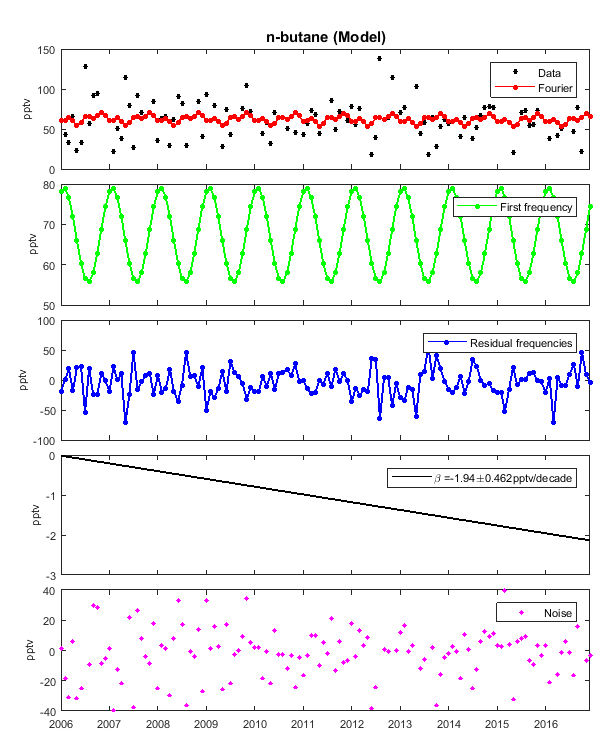 n-butane (Model)
150
100
50
0
pptv
Data
Fourier
80
70
60
50
pptv
First frequency
100
50
0
-50
-100
pptv
Residual frequencies
0
-1
-2
-3
pptv
β =-1.94±0.462pptv/decade
40
20
0
-20
-40
pptv
Noise
2006 2007 2008 2009 2010 2011 2012 2013 2014 2015 2016